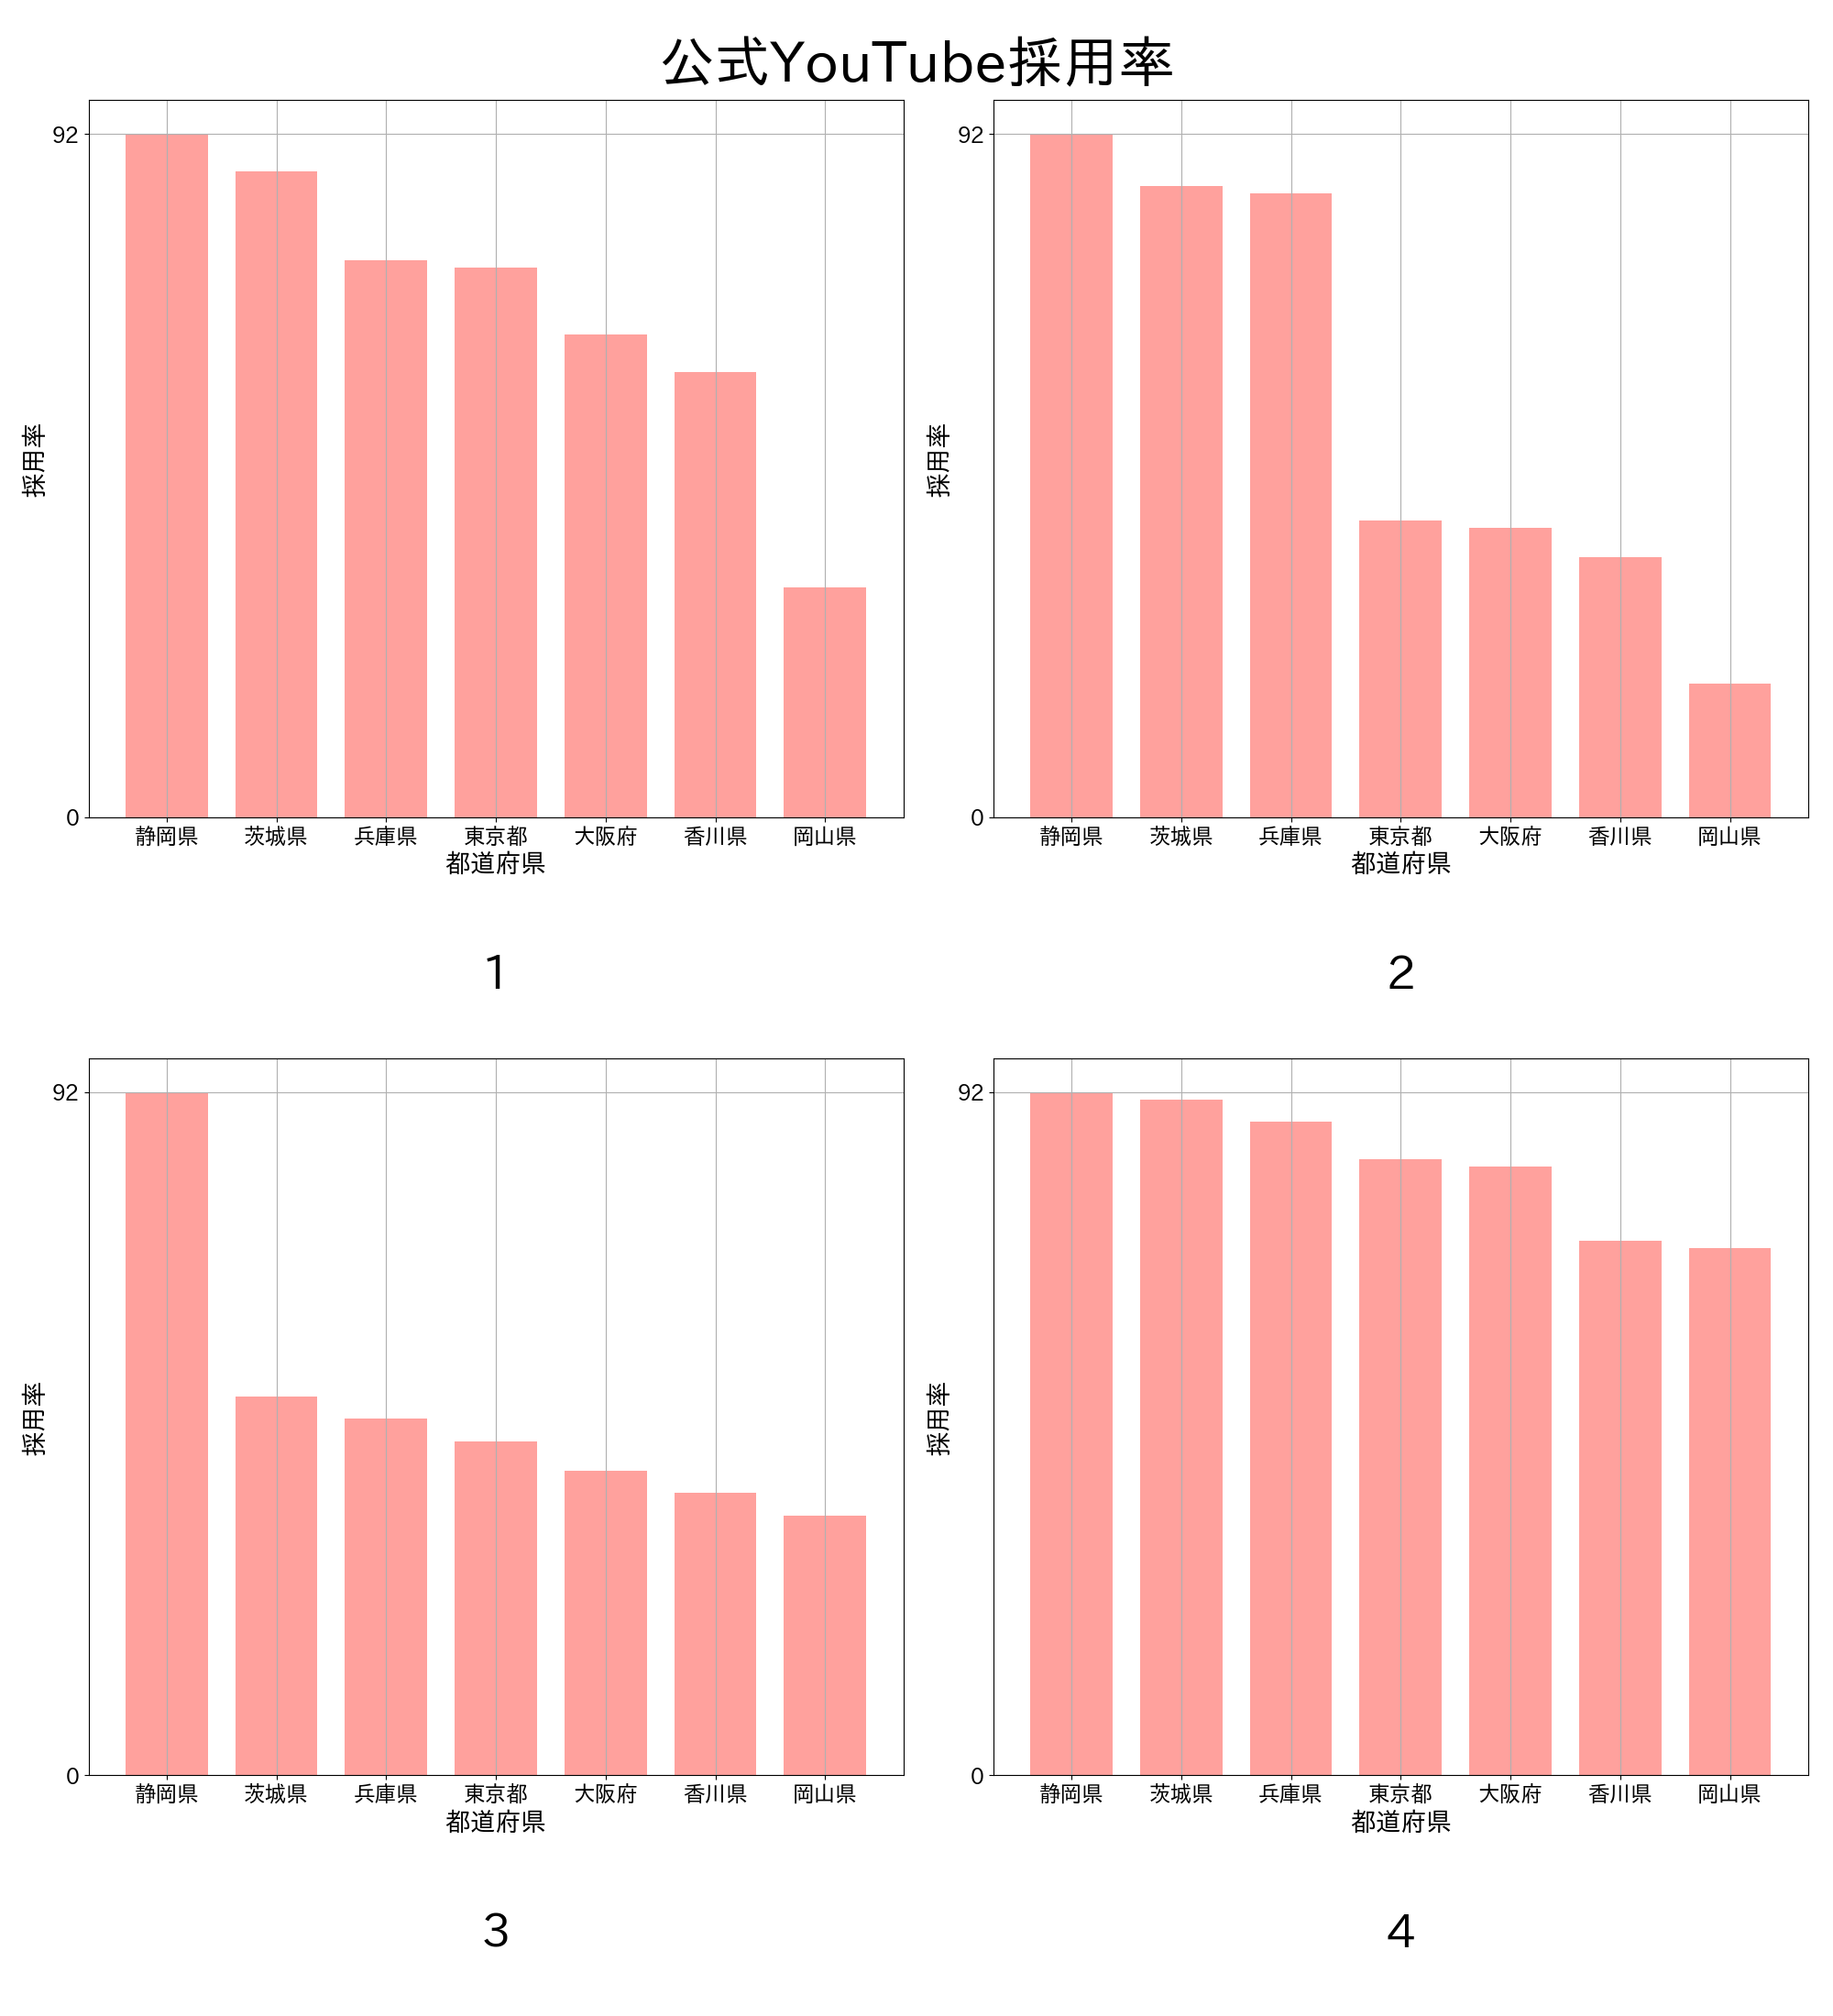 公式YouTube採用率
92
0
採用率
静岡県 茨城県 兵庫県 東京都 大阪府 香川県 岡山県
都道府県
1
92
0
採用率
静岡県 茨城県 兵庫県 東京都 大阪府 香川県 岡山県
都道府県
2
92
0
採用率
静岡県 茨城県 兵庫県 東京都 大阪府 香川県 岡山県
都道府県
3
92
0
採用率
静岡県 茨城県 兵庫県 東京都 大阪府 香川県 岡山県
都道府県
4